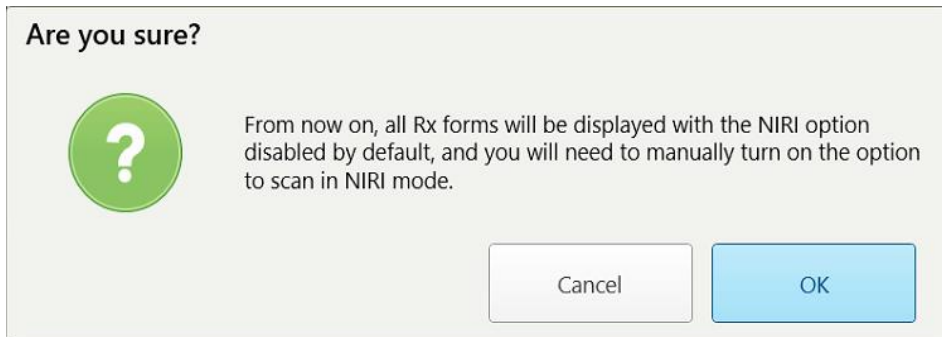 Are you sure?
?
From now on, all Rx forms will be displayed with the NIRI option
disabled by default, and you will need to manually turn on the option
to scan in NIRI mode.
Cancel
OK